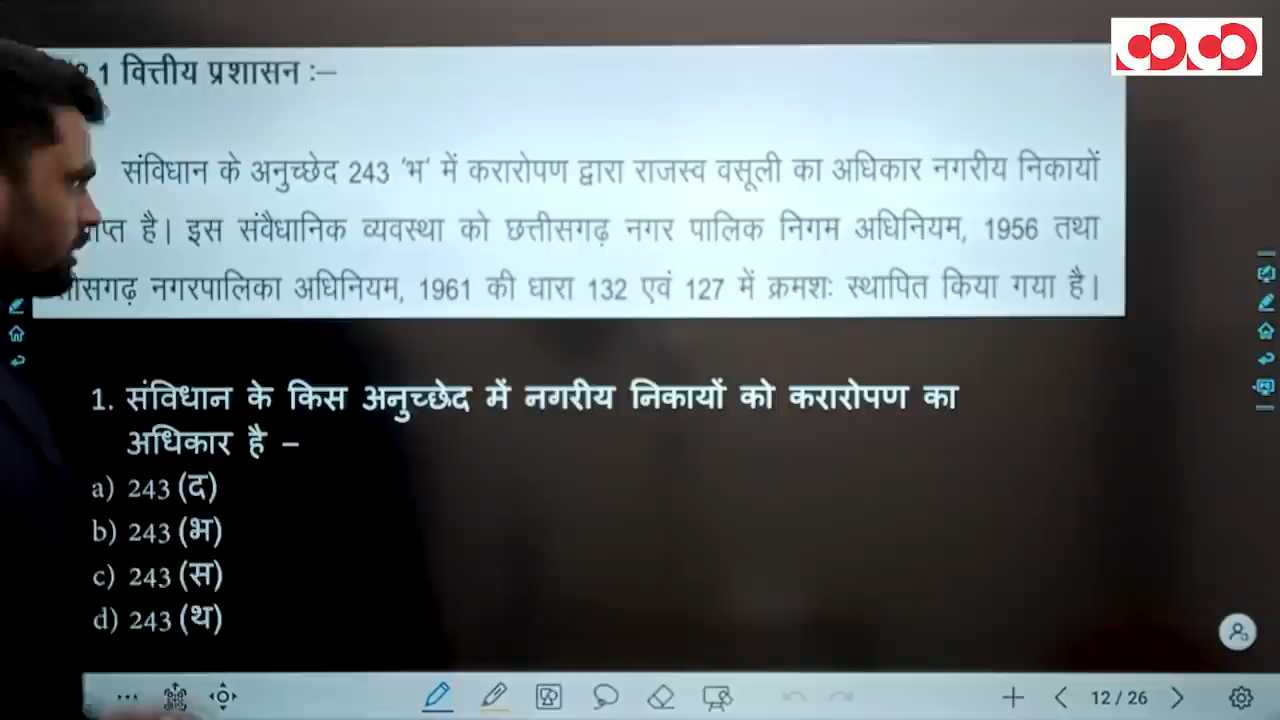 .1 वित्तीय प्रशासन :–
संविधान के अनुच्छेद 243 'भ' में करारोपण द्वारा राजस्व वसूली का अधिकार नगरीय निकायों
है। इस संवैधानिक व्यवस्था को छत्तीसगढ़ नगर पालिक निगम अधिनियम, 1956 तथा
नगरपालिका अधिनियम, 1961 की धारा 132 एवं 127 में क्रमशः स्थापित किया गया है।
1. संविधान के किस अनुच्छेद में नगरीय निकायों को करारोपण का
अधिकार है –
a) 243 (द)
b) 243 (भ)
c) 243 (स)
d) 243 (थ)
12 / 26